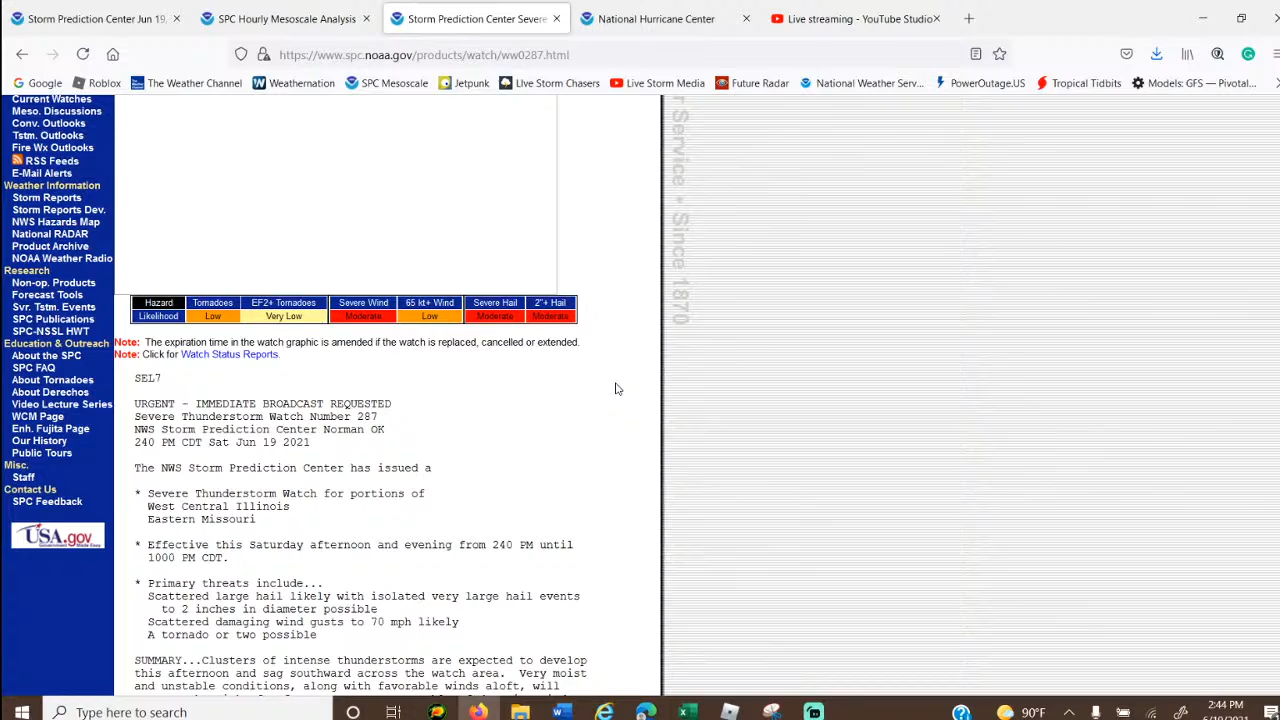 Storm Prediction Center Jun 19,
SPC Hourly Mesoscale Analysis
Storm Prediction Center Severe
National Hurricane Center
Live streaming - YouTube Studio
https://www.spc.noaa.gov/products/watch/ww0287.html
Google
Roblox
The Weather Channel
Weathernation
SPC Mesoscale
Jetpunk
Live Storm Chasers
Live Storm Media
Future Radar
National Weather Serv...
PowerOutage.US
Tropical Tidbits
Models: GFS — Pivotal...
Current Watches
Meso. Discussions
Conv. Outlooks
Tstm. Outlooks
Fire Wx Outlooks
RSS Feeds
E-Mail Alerts
Weather Information
Storm Reports
Storm Reports Dev.
NWS Hazards Map
National RADAR
Product Archive
NOAA Weather Radio
Research
Non-op. Products
Forecast Tools
Svr. Tstm. Events
SPC Publications
SPC-NSSL HWT
Education & Outreach
About the SPC
SPC FAQ
About Tornadoes
About Derechos
Video Lecture Series
WCM Page
Enh. Fujita Page
Our History
Public Tours
Misc.
Staff
Contact Us
SPC Feedback
USA.gov
Service • Since 1870
Hazard Tornadoes EF2+ Tornadoes Severe Wind 65 kt+ Wind Severe Hail 2"+ Hail
Likelihood Low Very Low Moderate Low Moderate Moderate
Note: The expiration time in the watch graphic is amended if the watch is replaced, cancelled or extended.
Note: Click for Watch Status Reports.
SEL7
URGENT - IMMEDIATE BROADCAST REQUESTED
Severe Thunderstorm Watch Number 287
NWS Storm Prediction Center Norman OK
240 PM CDT Sat Jun 19 2021
The NWS Storm Prediction Center has issued a
* Severe Thunderstorm Watch for portions of
West Central Illinois
Eastern Missouri
* Effective this Saturday afternoon and evening from 240 PM until
1000 PM CDT.
* Primary threats include...
Scattered large hail likely with isolated very large hail events
to 2 inches in diameter possible
Scattered damaging wind gusts to 70 mph likely
A tornado or two possible
SUMMARY...Clusters of intense thunderstorms are expected to develop
this afternoon and sag southward across the watch area. Very moist
and unstable conditions, along with favorable winds aloft, will
Type here to search
90°F
2:44 PM